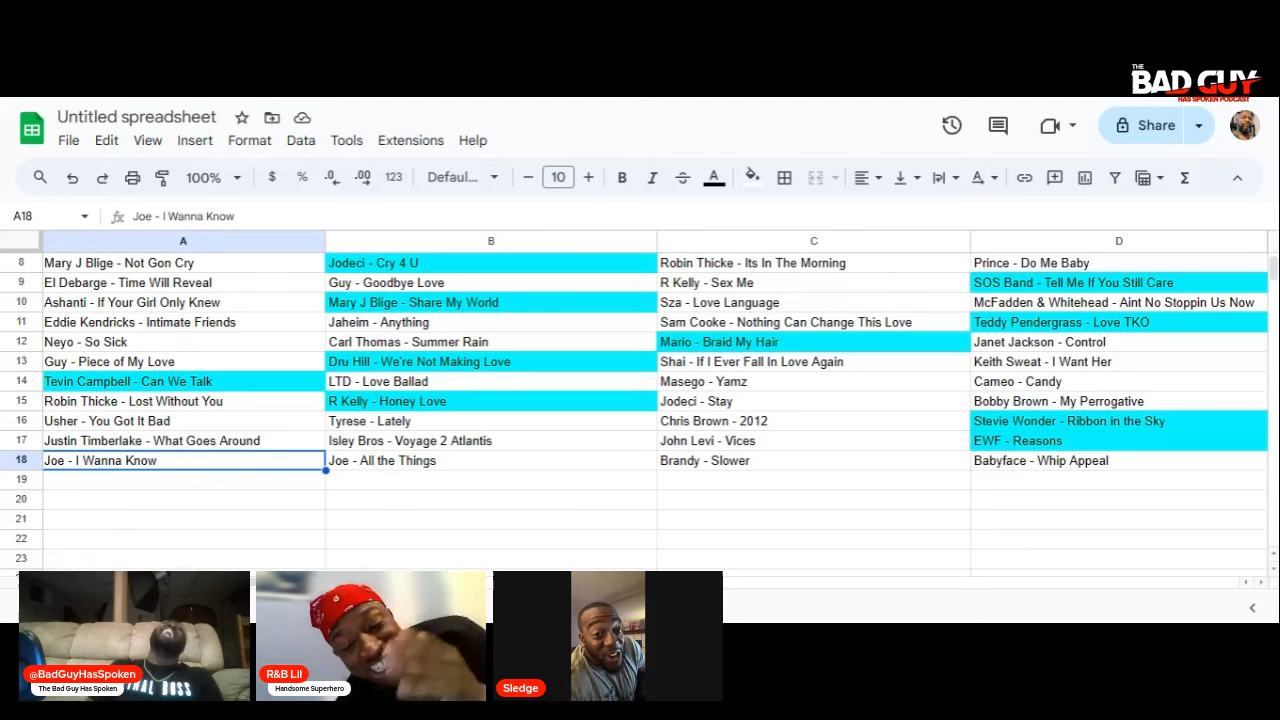 THE
BAD GUY
HAS SPOKEN PODCAST
Untitled spreadsheet
File Edit View Insert Format Data Tools Extensions Help
Share
100% $ % .0 .00 123 Defaul... 10 B I A Σ
A18 fx Joe - I Wanna Know
A B C D
8 Mary J Blige - Not Gon Cry Jodeci - Cry 4 U Robin Thicke - Its In The Morning Prince - Do Me Baby
9 El Debarge - Time Will Reveal Guy - Goodbye Love R Kelly - Sex Me SOS Band - Tell Me If You Still Care
10 Ashanti - If Your Girl Only Knew Mary J Blige - Share My World Sza - Love Language McFadden & Whitehead - Aint No Stoppin Us Now
11 Eddie Kendricks - Intimate Friends Jaheim - Anything Sam Cooke - Nothing Can Change This Love Teddy Pendergrass - Love TKO
12 Neyo - So Sick Carl Thomas - Summer Rain Mario - Braid My Hair Janet Jackson - Control
13 Guy - Piece of My Love Dru Hill - We're Not Making Love Shai - If I Ever Fall In Love Again Keith Sweat - I Want Her
14 Tevin Campbell - Can We Talk LTD - Love Ballad Masego - Yamz Cameo - Candy
15 Robin Thicke - Lost Without You R Kelly - Honey Love Jodeci - Stay Bobby Brown - My Perrogative
16 Usher - You Got It Bad Tyrese - Lately Chris Brown - 2012 Stevie Wonder - Ribbon in the Sky
17 Justin Timberlake - What Goes Around Isley Bros - Voyage 2 Atlantis John Levi - Vices EWF - Reasons
18 Joe - I Wanna Know Joe - All the Things Brandy - Slower Babyface - Whip Appeal
19
20
21
22
23
@BadGuyHasSpoken
The Bad Guy Has Spoken
BOSS
R&B Lil
Handsome Superhero
Sledge